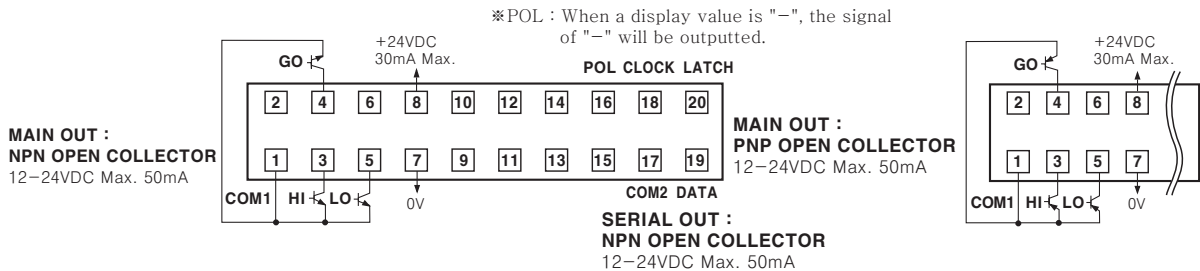 ※POL : When a display value is "−", the signal
of "−" will be outputted.
+24VDC
30mA Max.
GO
POL CLOCK LATCH
2 4 6 8 10 12 14 16 18 20
MAIN OUT :
NPN OPEN COLLECTOR
12−24VDC Max. 50mA
1 3 5 7 9 11 13 15 17 19
COM1 HI LO
0V
COM2 DATA
SERIAL OUT :
NPN OPEN COLLECTOR
12−24VDC Max. 50mA
+24VDC
30mA Max.
GO
2 4 6 8
MAIN OUT :
PNP OPEN COLLECTOR
12−24VDC Max. 50mA
1 3 5 7
COM1 HI LO
0V